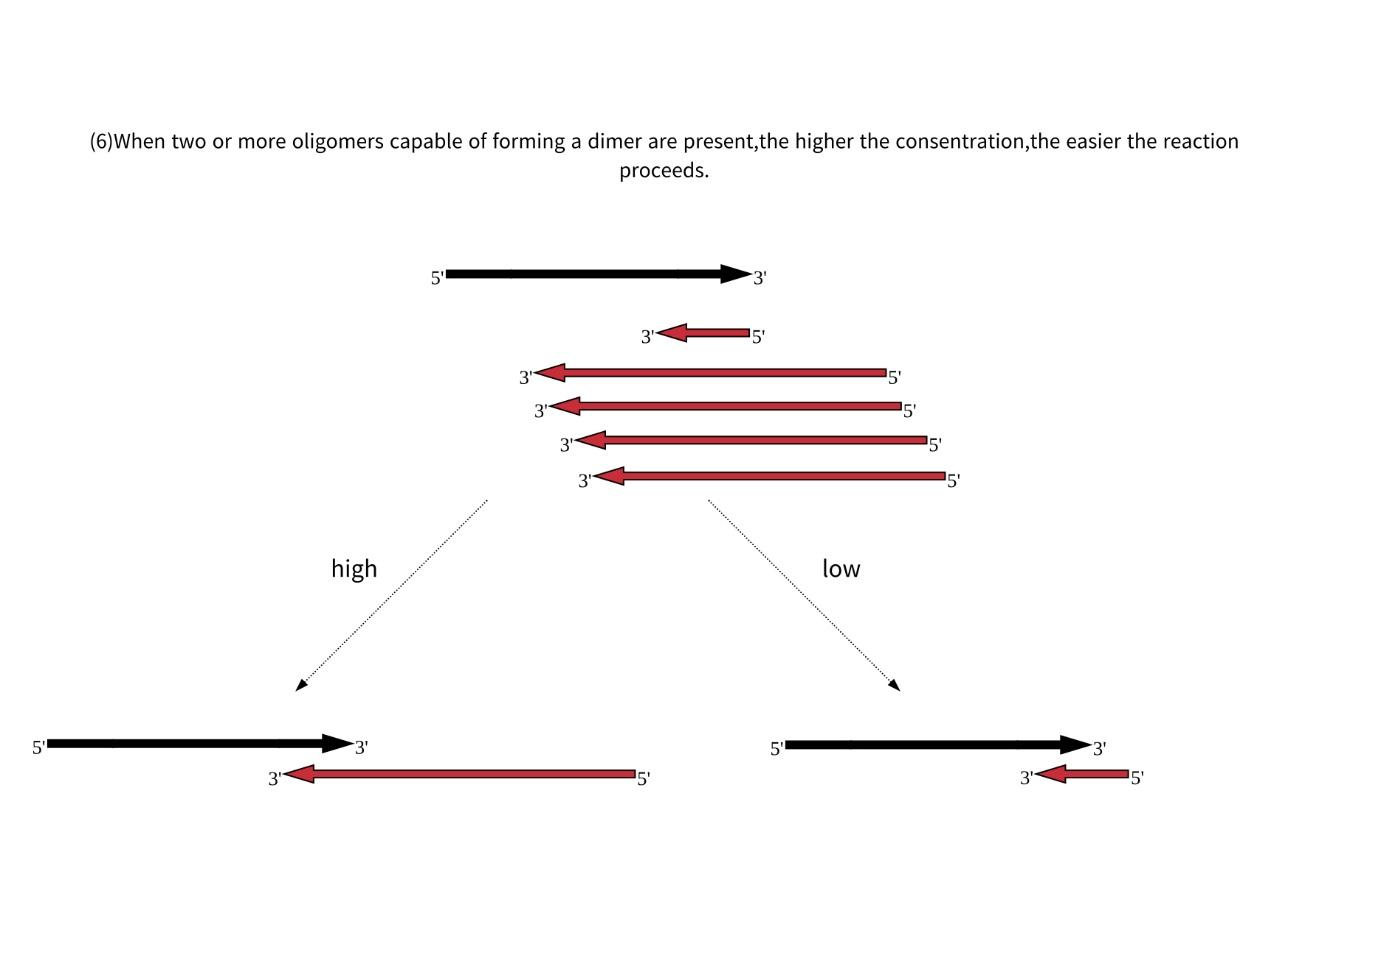 (6)When two or more oligomers capable of forming a dimer are present,the higher the consentration,the easier the reaction
proceeds.
5' 3'
3' 5'
3' 5'
3' 5'
3' 5'
3' 5'
high low
5' 3' 5' 3'
3' 5' 3' 5'